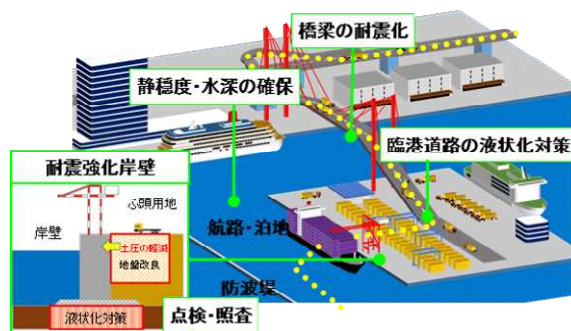 橋梁の耐震化
静穏度・水深の確保
臨港道路の液状化対策
耐震強化岸壁
ふ頭用地
岸壁
土圧の軽減
地盤改良
液状化対策
点検・照査
航路・泊地
防波堤